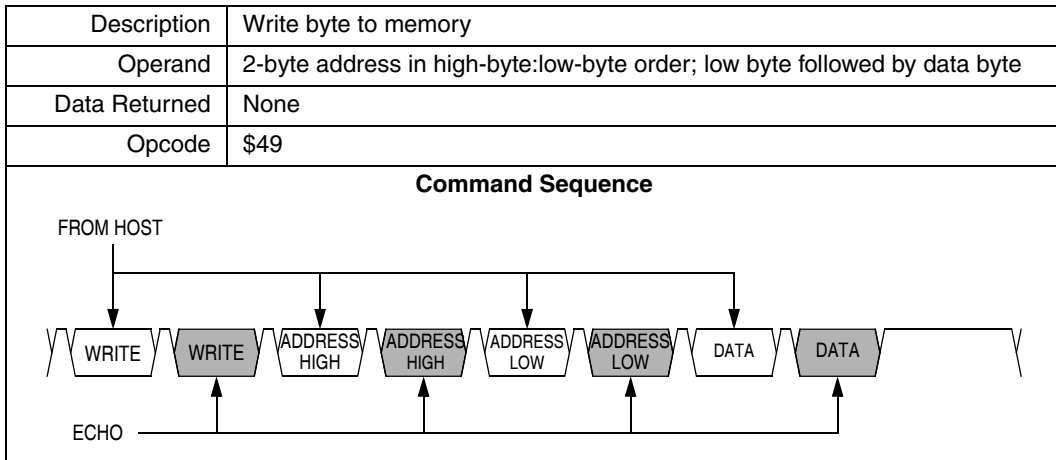 Description Write byte to memory
Operand 2-byte address in high-byte:low-byte order; low byte followed by data byte
Data Returned None
Opcode $49
Command Sequence
FROM HOST
WRITE WRITE ADDRESS HIGH ADDRESS HIGH ADDRESS LOW ADDRESS LOW DATA DATA
ECHO